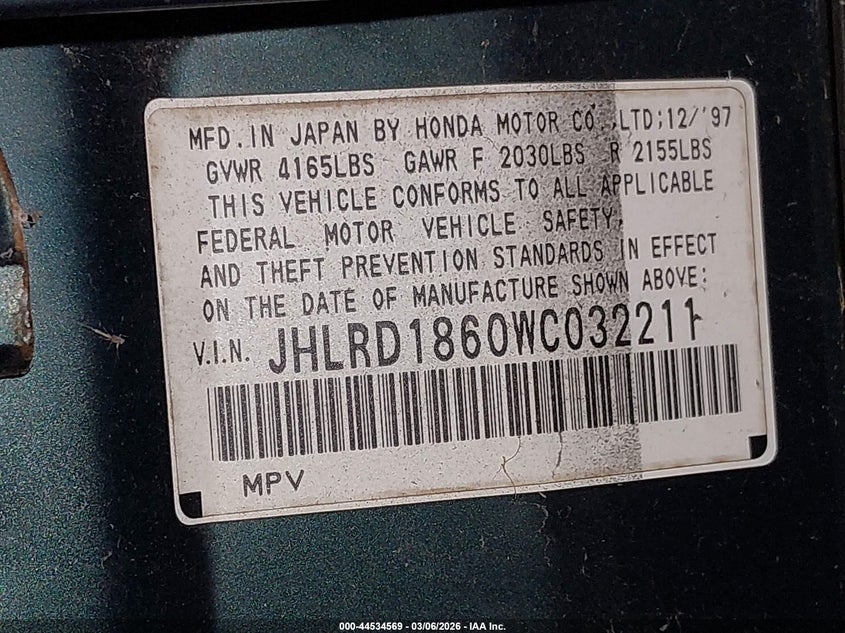 MFD.IN JAPAN BY HONDA MOTOR CO.,LTD;12/'97
GVWR 4165LBS GAWR F 2030LBS R 2155LBS
THIS VEHICLE CONFORMS TO ALL APPLICABLE
FEDERAL MOTOR VEHICLE SAFETY,
AND THEFT PREVENTION STANDARDS IN EFFECT
ON THE DATE OF MANUFACTURE SHOWN ABOVE:
V.I.N. JHLRD1860WC032211
MPV
000-44534569 - 03/06/2026 - IAA Inc.